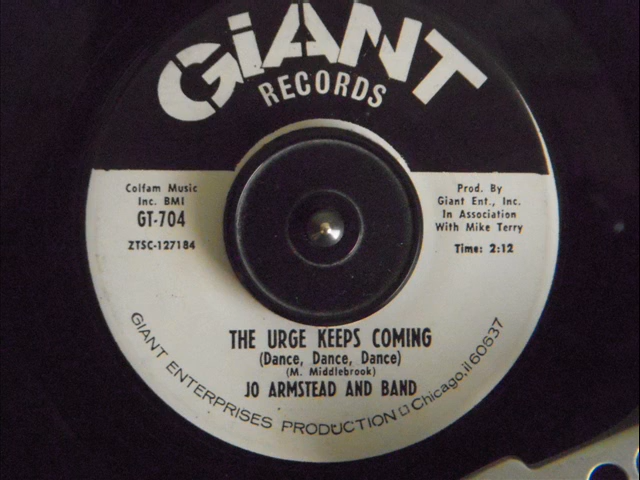 GiANT
RECORDS
Colfam Music
Inc. BMI
GT-704
ZTSC-127184
Prod. By
Giant Ent., Inc.
In Association
With Mike Terry
Time: 2:12
THE URGE KEEPS COMING
(Dance, Dance, Dance)
(M. Middlebrook)
JO ARMSTEAD AND BAND
GIANT ENTERPRISES PRODUCTION □ Chicago,il 60637